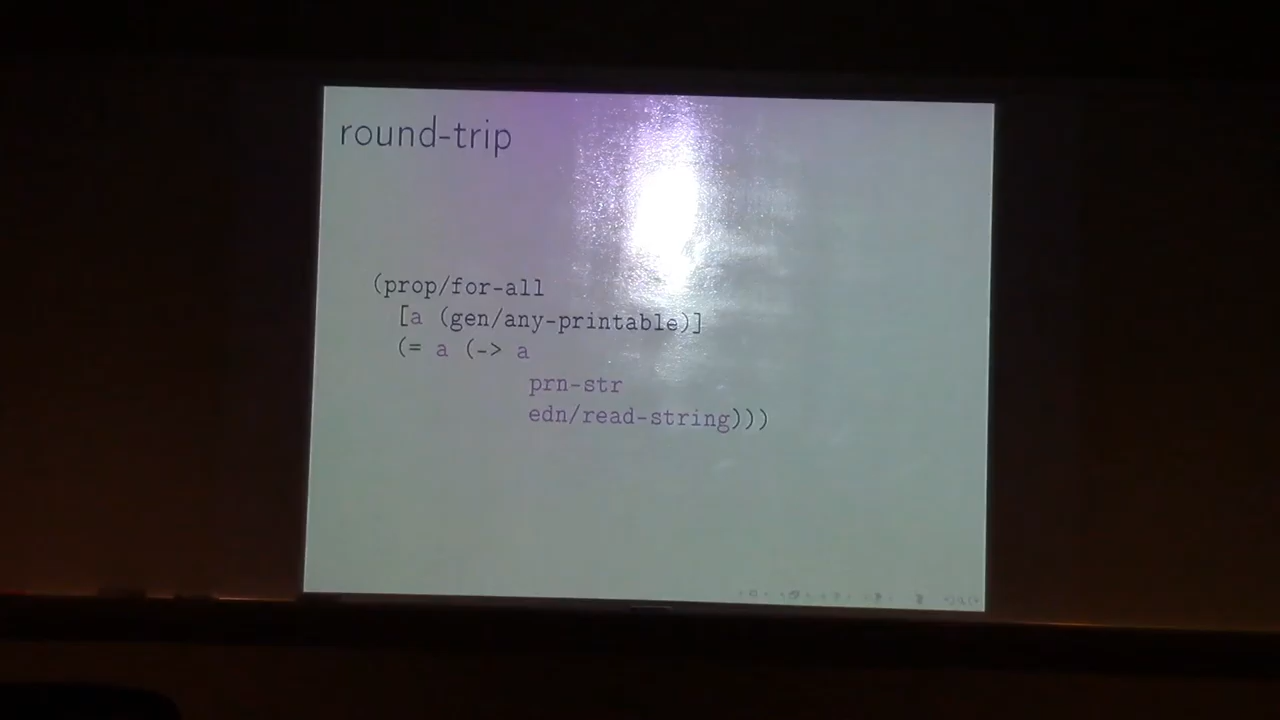 round-trip
(prop/for-all
[a (gen/any-printable)]
(= a (-> a
prn-str
edn/read-string)))